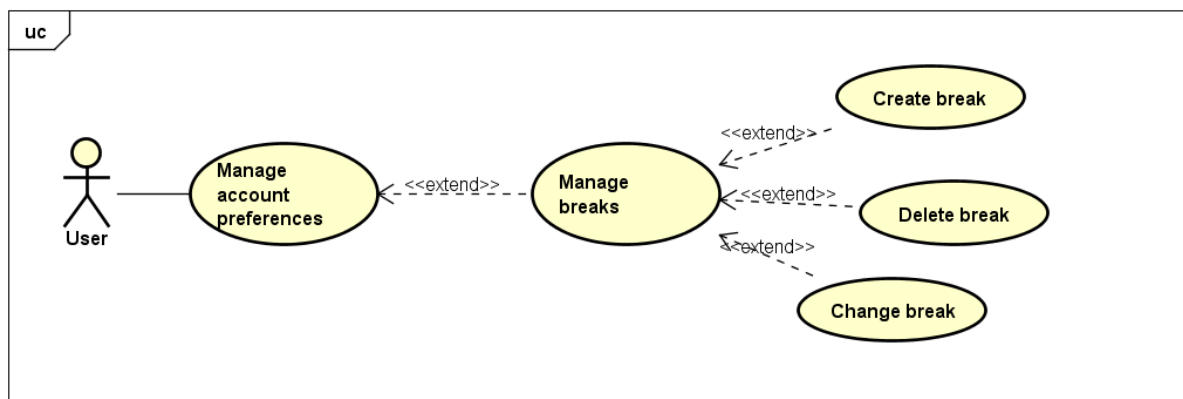 uc
User
Manage
account
preferences
<<extend>>
Manage
breaks
<<extend>>
Create break
<<extend>>
Delete break
<<extend>>
Change break